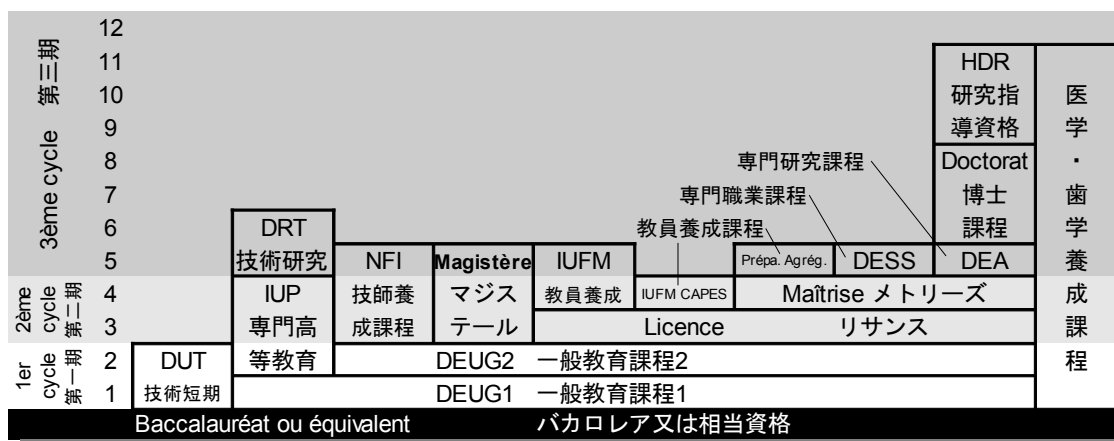 12
11
10
9
8
7
6
5
4
3
2
1
3ème cycle 第三期
2ème
cycle
第二期
1er
cycle
第一期
HDR
研究指
導資格
Doctorat
博士
課程
医学・歯学養成課程
専門研究課程
専門職業課程
教員養成課程
DRT
技術研究
NFI
Magistère
IUFM
Prépa. Agrég.
DESS
DEA
IUP
専門高
等教育
技師養
成課程
マジス
テール
教員養成
IUFM CAPES
Maîtrise メトリーズ
Licence リサンス
DUT
技術短期
DEUG2 一般教育課程2
DEUG1 一般教育課程1
Baccalauréat ou équivalent バカロレア又は相当資格